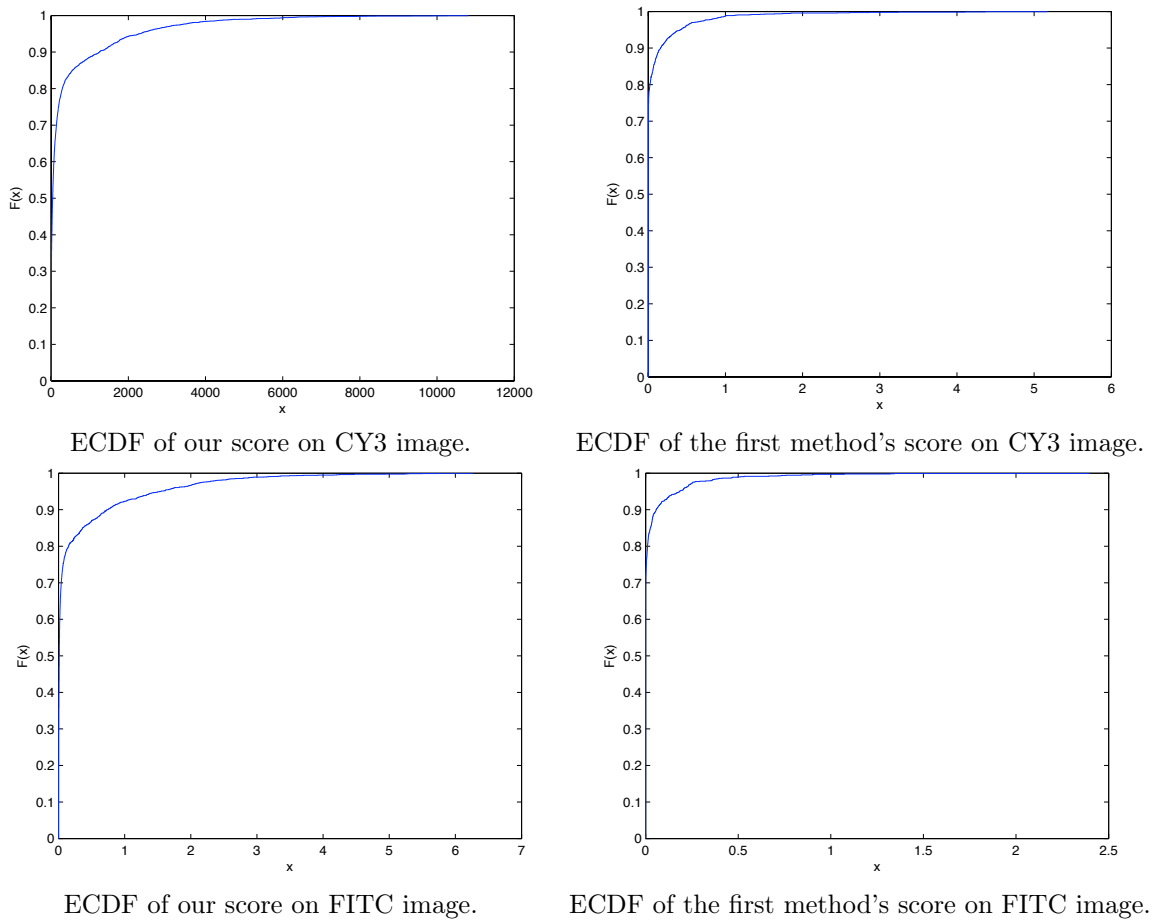 1
0.9
0.8
0.7
0.6
0.5
0.4
0.3
0.2
0.1
0
F(x)
0 2000 4000 6000 8000 10000 12000
x
ECDF of our score on CY3 image.
1
0.9
0.8
0.7
0.6
0.5
0.4
0.3
0.2
0.1
0
F(x)
0 1 2 3 4 5 6
x
ECDF of the first method's score on CY3 image.
1
0.9
0.8
0.7
0.6
0.5
0.4
0.3
0.2
0.1
0
F(x)
0 1 2 3 4 5 6 7
x
ECDF of our score on FITC image.
1
0.9
0.8
0.7
0.6
0.5
0.4
0.3
0.2
0.1
0
F(x)
0 0.5 1 1.5 2 2.5
x
ECDF of the first method's score on FITC image.